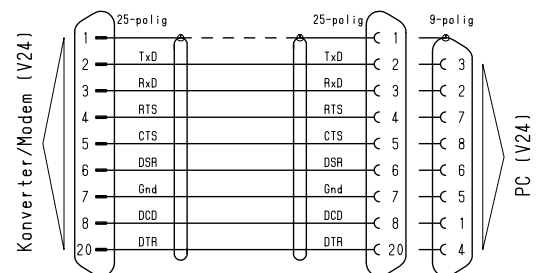 25-polig 25-polig 9-polig
1 1
2 TxD TxD 2 3
3 RxD RxD 3 2
4 RTS RTS 4 7
5 CTS CTS 5 8
6 DSR DSR 6 6
7 Gnd Gnd 7 5
8 DCD DCD 8 1
20 DTR DTR 20 4
Konverter/Modem (V24)
PC (V24)